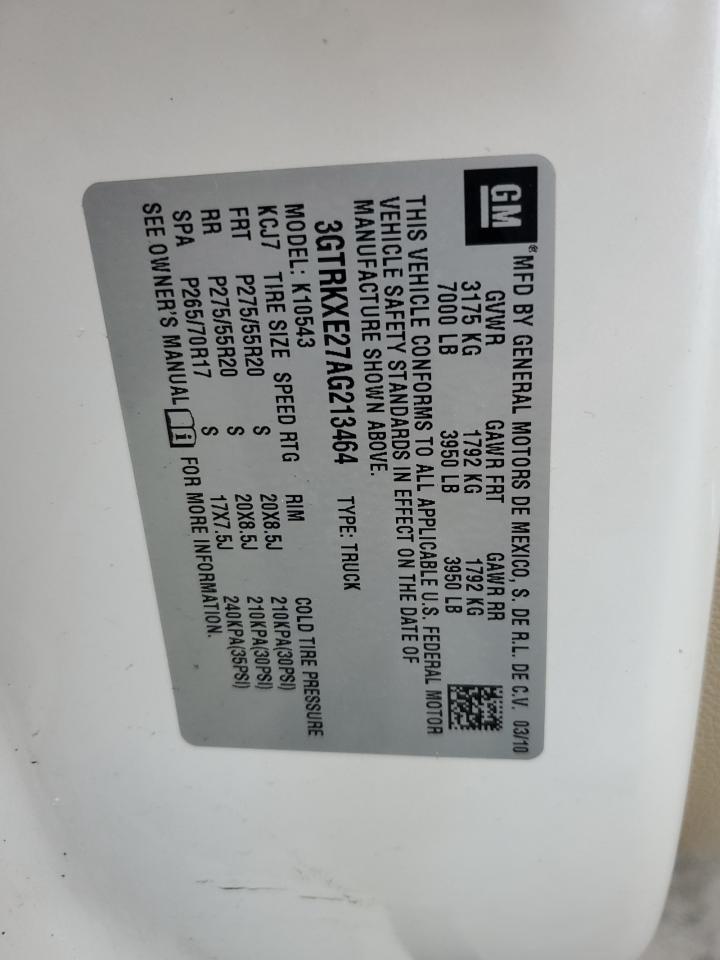 GM ® MFD BY GENERAL MOTORS DE MEXICO, S. DE R.L. DE C.V. 03/10
GVWR GAWR FRT GAWR RR
3175 KG 1792 KG 1792 KG
7000 LB 3950 LB 3950 LB
THIS VEHICLE CONFORMS TO ALL APPLICABLE U.S. FEDERAL MOTOR
VEHICLE SAFETY STANDARDS IN EFFECT ON THE DATE OF
MANUFACTURE SHOWN ABOVE.
3GTRKXE27AG213464 TYPE: TRUCK
MODEL: K10543
KCJ7 TIRE SIZE SPEED RTG RIM COLD TIRE PRESSURE
FRT P275/55R20 S 20X8.5J 210KPA(30PSI)
RR P275/55R20 S 20X8.5J 210KPA(30PSI)
SPA P265/70R17 S 17X7.5J 240KPA(35PSI)
SEE OWNER'S MANUAL FOR MORE INFORMATION.